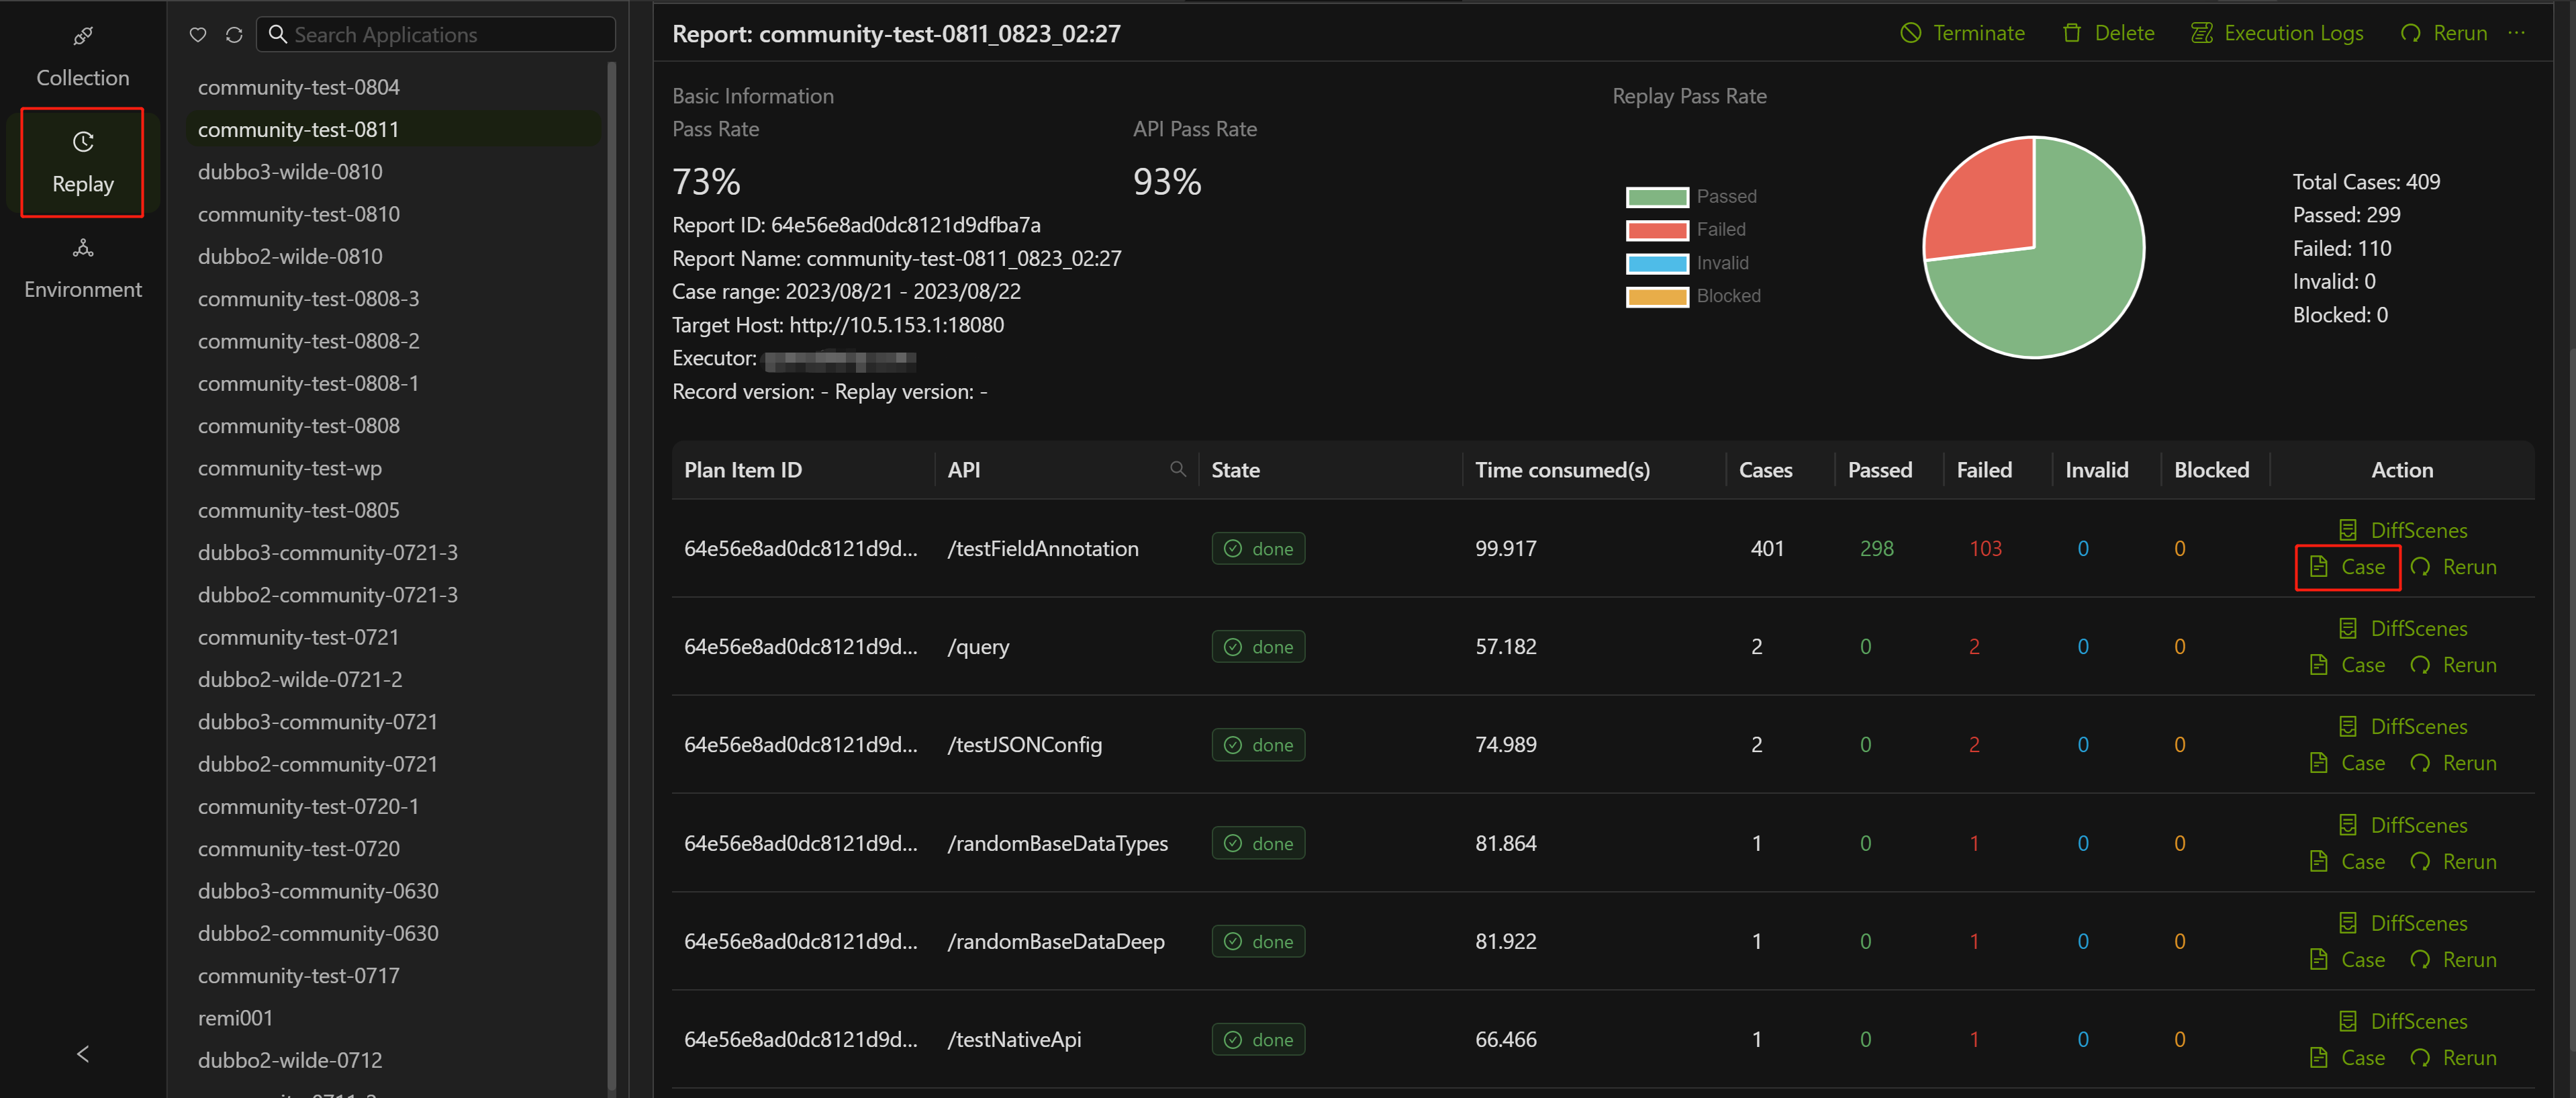 Collection
Replay
Environment
Search Applications
community-test-0804
community-test-0811
dubbo3-wilde-0810
community-test-0810
dubbo2-wilde-0810
community-test-0808-3
community-test-0808-2
community-test-0808-1
community-test-0808
community-test-wp
community-test-0805
dubbo3-community-0721-3
dubbo2-community-0721-3
community-test-0721
dubbo2-wilde-0721-2
dubbo3-community-0721
dubbo2-community-0721
community-test-0720-1
community-test-0720
dubbo3-community-0630
dubbo2-community-0630
community-test-0717
remi001
dubbo2-wilde-0712
Report: community-test-0811_0823_02:27
Terminate Delete Execution Logs Rerun ···
Basic Information
Pass Rate API Pass Rate
73% 93%
Report ID: 64e56e8ad0dc8121d9dfba7a
Report Name: community-test-0811_0823_02:27
Case range: 2023/08/21 - 2023/08/22
Target Host: http://10.5.153.1:18080
Executor:
Record version: - Replay version: -
Replay Pass Rate
Passed
Failed
Invalid
Blocked
Total Cases: 409
Passed: 299
Failed: 110
Invalid: 0
Blocked: 0
Plan Item ID API State Time consumed(s) Cases Passed Failed Invalid Blocked Action
64e56e8ad0dc8121d9d... /testFieldAnnotation done 99.917 401 298 103 0 0 DiffScenes
Case Rerun
64e56e8ad0dc8121d9d... /query done 57.182 2 0 2 0 0 DiffScenes
Case Rerun
64e56e8ad0dc8121d9d... /testJSONConfig done 74.989 2 0 2 0 0 DiffScenes
Case Rerun
64e56e8ad0dc8121d9d... /randomBaseDataTypes done 81.864 1 0 1 0 0 DiffScenes
Case Rerun
64e56e8ad0dc8121d9d... /randomBaseDataDeep done 81.922 1 0 1 0 0 DiffScenes
Case Rerun
64e56e8ad0dc8121d9d... /testNativeApi done 66.466 1 0 1 0 0 DiffScenes
Case Rerun